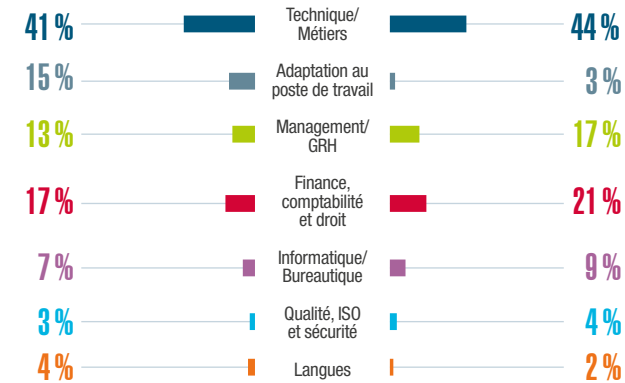 41 % Technique/ 44 %
Métiers
15 % Adaptation au 3 %
poste de travail
13 % Management/ 17 %
GRH
Finance,
17 % comptabilité 21 %
et droit
7 % Informatique/ 9 %
Bureautique
3 % Qualité, ISO 4 %
et sécurité
4 % Langues 2 %